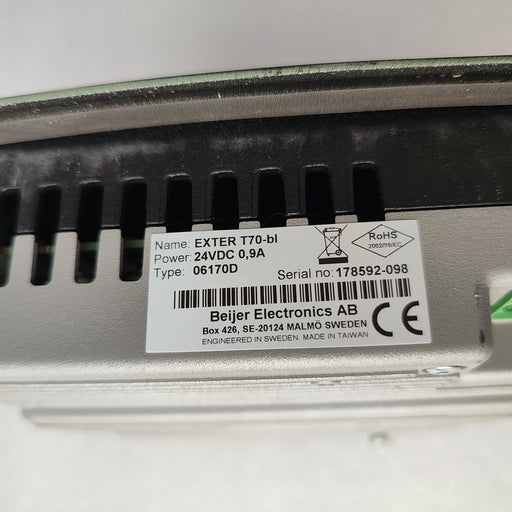 Name: EXTER T70-bl
Power: 24VDC 0,9A
Type: 06170D
Serial no: 178592-098
RoHS
2002/95/EC
Beijer Electronics AB
Box 426, SE-20124 MALMÖ SWEDEN
ENGINEERED IN SWEDEN. MADE IN TAIWAN
CE